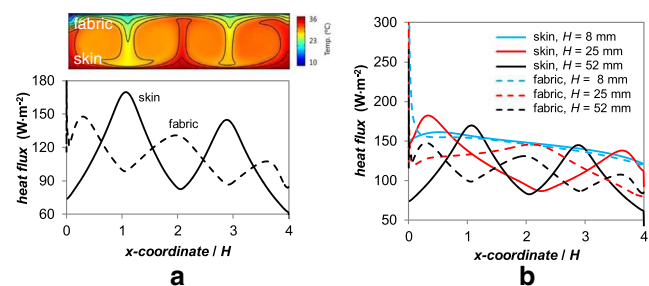 fabric
skin
36
23
10
Temp. (°C)
180
150
120
90
60
heat flux (W·m-2)
skin
fabric
0
1
2
3
4
x-coordinate / H
a
300
250
200
150
100
50
heat flux (W·m-2)
skin, H = 8 mm
skin, H = 25 mm
skin, H = 52 mm
fabric, H = 8 mm
fabric, H = 25 mm
fabric, H = 52 mm
0
1
2
3
4
x-coordinate / H
b